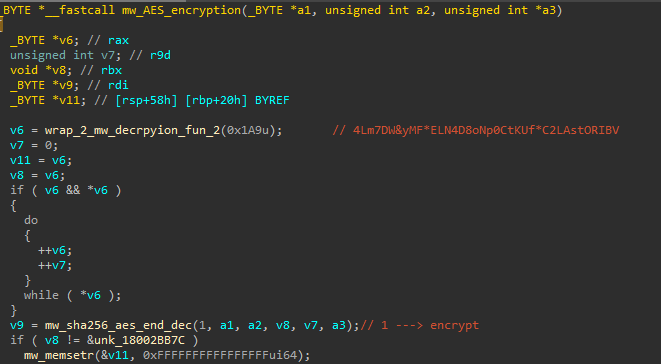 BYTE *__fastcall mw_AES_encryption(_BYTE *a1, unsigned int a2, unsigned int *a3)
{
_BYTE *v6; // rax
unsigned int v7; // r9d
void *v8; // rbx
_BYTE *v9; // rdi
_BYTE *v11; // [rsp+58h] [rbp+20h] BYREF
v6 = wrap_2_mw_decrpyion_fun_2(0x1A9u); // 4Lm7DW&yMF*ELN4D8oNp0CtKUf*C2LAstORIBV
v7 = 0;
v11 = v6;
v8 = v6;
if ( v6 && *v6 )
{
do
{
++v6;
++v7;
}
while ( *v6 );
}
v9 = mw_sha256_aes_end_dec(1, a1, a2, v8, v7, a3);// 1 ---> encrypt
if ( v8 != &unk_18002BB7C )
mw_memsetr(&v11, 0xFFFFFFFFFFFFFFFFui64);